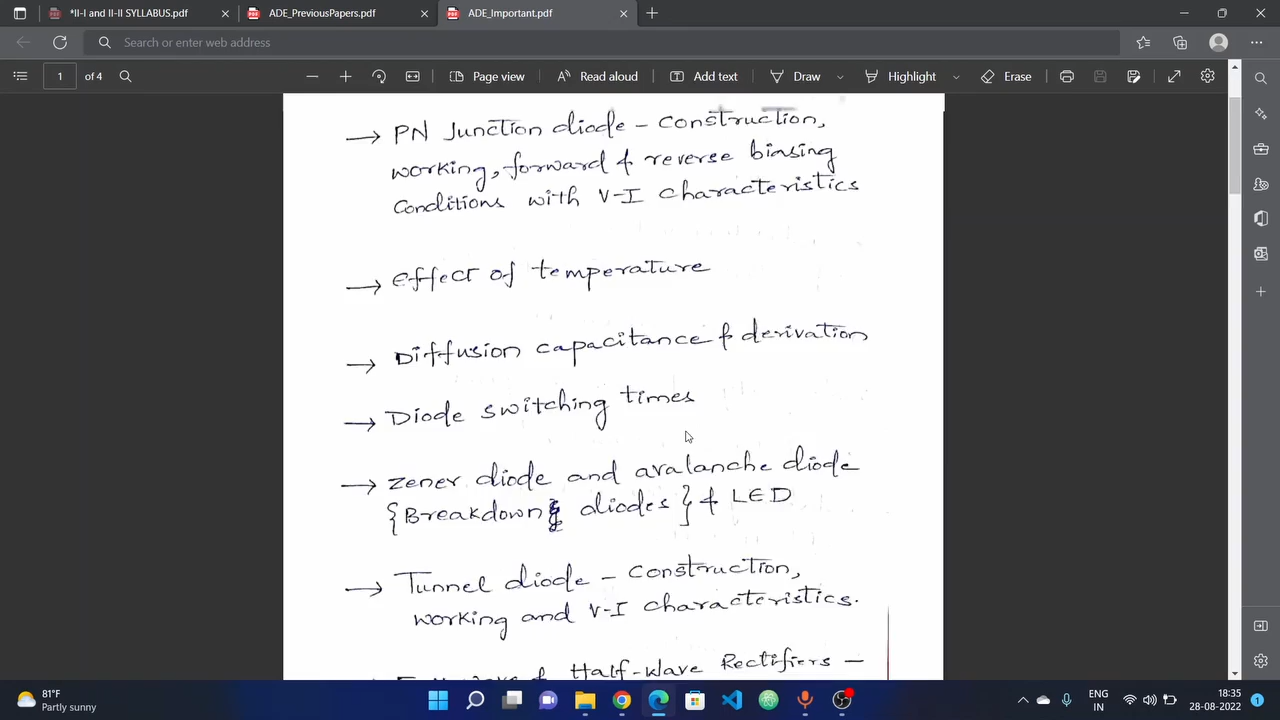 *II-I and II-II SYLLABUS.pdf
ADE_PreviousPapers.pdf
ADE_Important.pdf
Search or enter web address
1 of 4
Page view
Read aloud
Add text
Draw
Highlight
Erase
→ PN Junction diode - construction,
working, forward & reverse biasing
Conditions with V-I characteristics
→ Effect of temperature
→ Diffusion capacitance & derivation
→ Diode switching times
→ Zener diode and avalanche diode
{Breakdown diodes} & LED
→ Tunnel diode - construction,
working and V-I characteristics.
Half-Wave Rectifiers -
81°F
Partly sunny
ENG
IN
18:35
28-08-2022
1